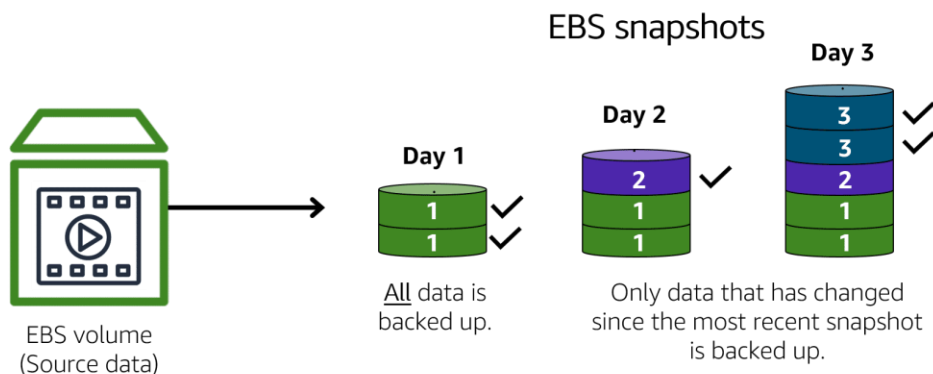 EBS snapshots
Day 1
Day 2
Day 3
1
1
2
1
1
3
3
2
1
1
EBS volume
(Source data)
All data is
backed up.
Only data that has changed
since the most recent snapshot
is backed up.